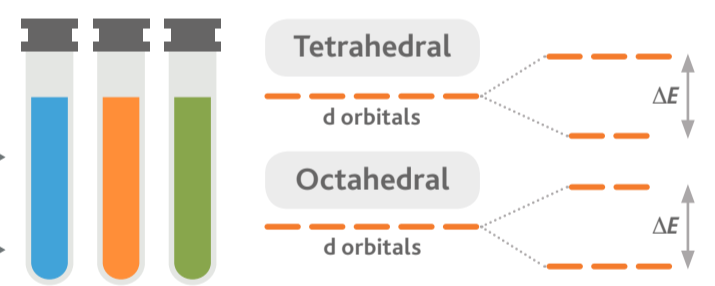 Tetrahedral
d orbitals
ΔE
Octahedral
d orbitals
ΔE